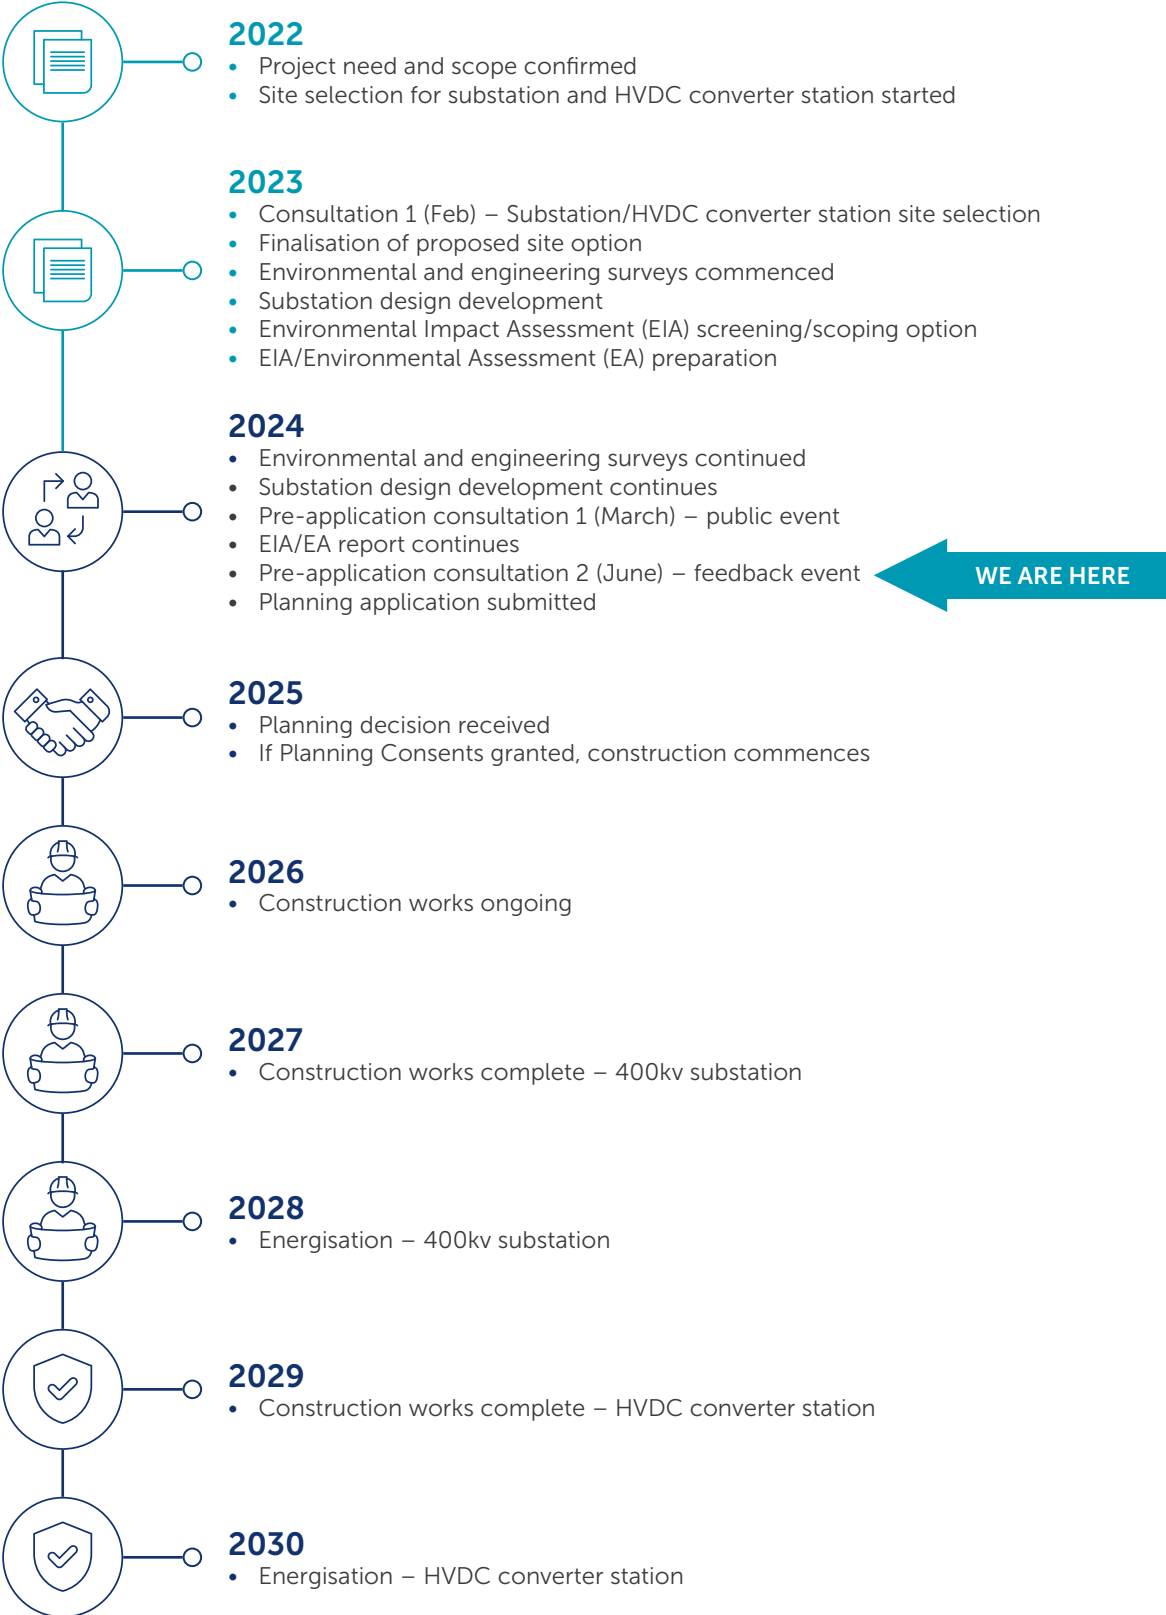 2022
• Project need and scope confirmed
• Site selection for substation and HVDC converter station started
2023
• Consultation 1 (Feb) – Substation/HVDC converter station site selection
• Finalisation of proposed site option
• Environmental and engineering surveys commenced
• Substation design development
• Environmental Impact Assessment (EIA) screening/scoping option
• EIA/Environmental Assessment (EA) preparation
2024
• Environmental and engineering surveys continued
• Substation design development continues
• Pre-application consultation 1 (March) – public event
• EIA/EA report continues
• Pre-application consultation 2 (June) – feedback event
WE ARE HERE
• Planning application submitted
2025
• Planning decision received
• If Planning Consents granted, construction commences
2026
• Construction works ongoing
2027
• Construction works complete – 400kv substation
2028
• Energisation – 400kv substation
2029
• Construction works complete – HVDC converter station
2030
• Energisation – HVDC converter station